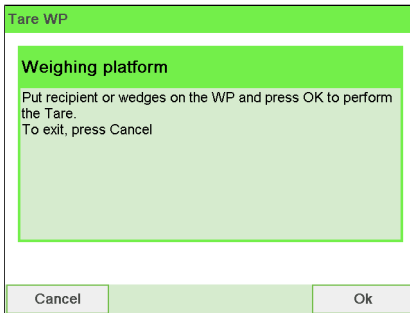 Tare WP
Weighing platform
Put recipient or wedges on the WP and press OK to perform
the Tare.
To exit, press Cancel
Cancel
Ok